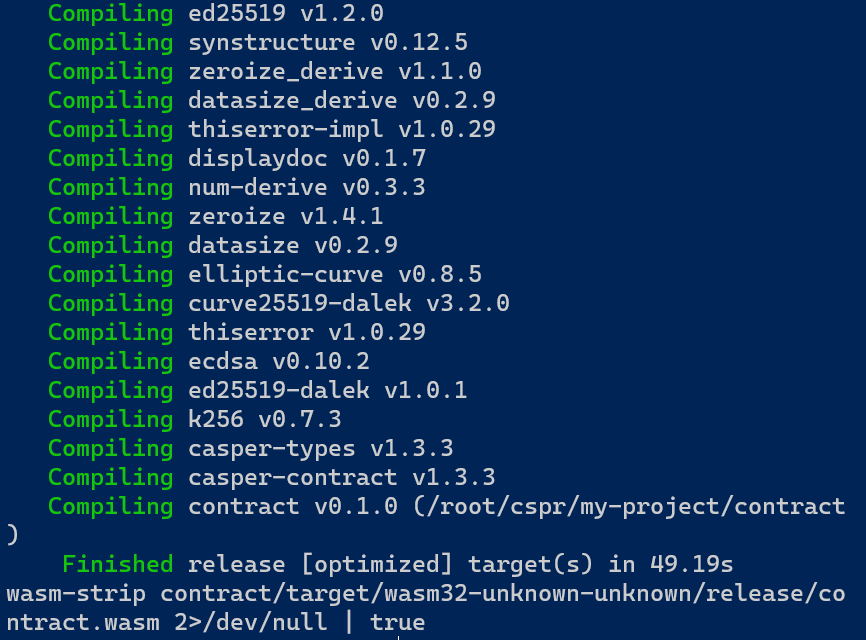 Compiling ed25519 v1.2.0
Compiling synstructure v0.12.5
Compiling zeroize_derive v1.1.0
Compiling datasize_derive v0.2.9
Compiling thiserror-impl v1.0.29
Compiling displaydoc v0.1.7
Compiling num-derive v0.3.3
Compiling zeroize v1.4.1
Compiling datasize v0.2.9
Compiling elliptic-curve v0.8.5
Compiling curve25519-dalek v3.2.0
Compiling thiserror v1.0.29
Compiling ecdsa v0.10.2
Compiling ed25519-dalek v1.0.1
Compiling k256 v0.7.3
Compiling casper-types v1.3.3
Compiling casper-contract v1.3.3
Compiling contract v0.1.0 (/root/cspr/my-project/contract
)
Finished release [optimized] target(s) in 49.19s
wasm-strip contract/target/wasm32-unknown-unknown/release/co
ntract.wasm 2>/dev/null | true